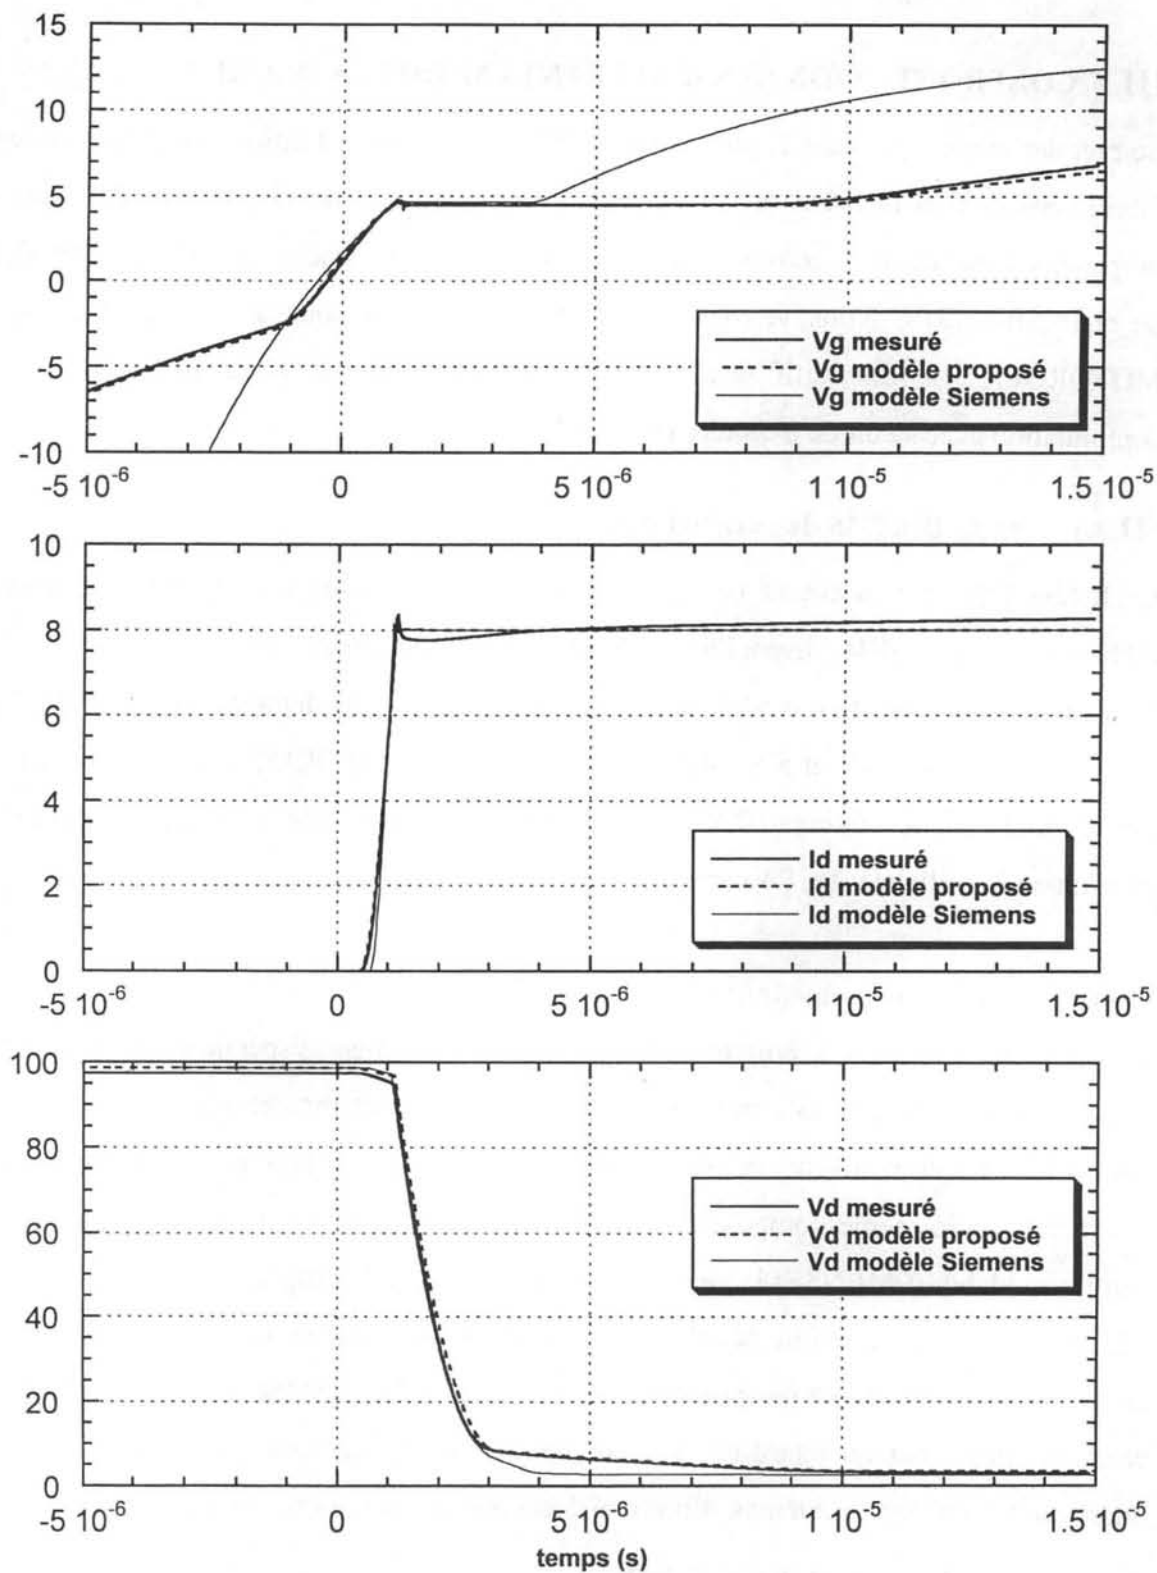 15
10
5
0
-5
-10
Vg mesuré
Vg modèle proposé
Vg modèle Siemens
-5 10⁻⁶ 0 5 10⁻⁶ 1 10⁻⁵ 1.5 10⁻⁵
10
8
6
4
2
0
Id mesuré
Id modèle proposé
Id modèle Siemens
-5 10⁻⁶ 0 5 10⁻⁶ 1 10⁻⁵ 1.5 10⁻⁵
100
80
60
40
20
0
Vd mesuré
Vd modèle proposé
Vd modèle Siemens
-5 10⁻⁶ 0 5 10⁻⁶ 1 10⁻⁵ 1.5 10⁻⁵
temps (s)